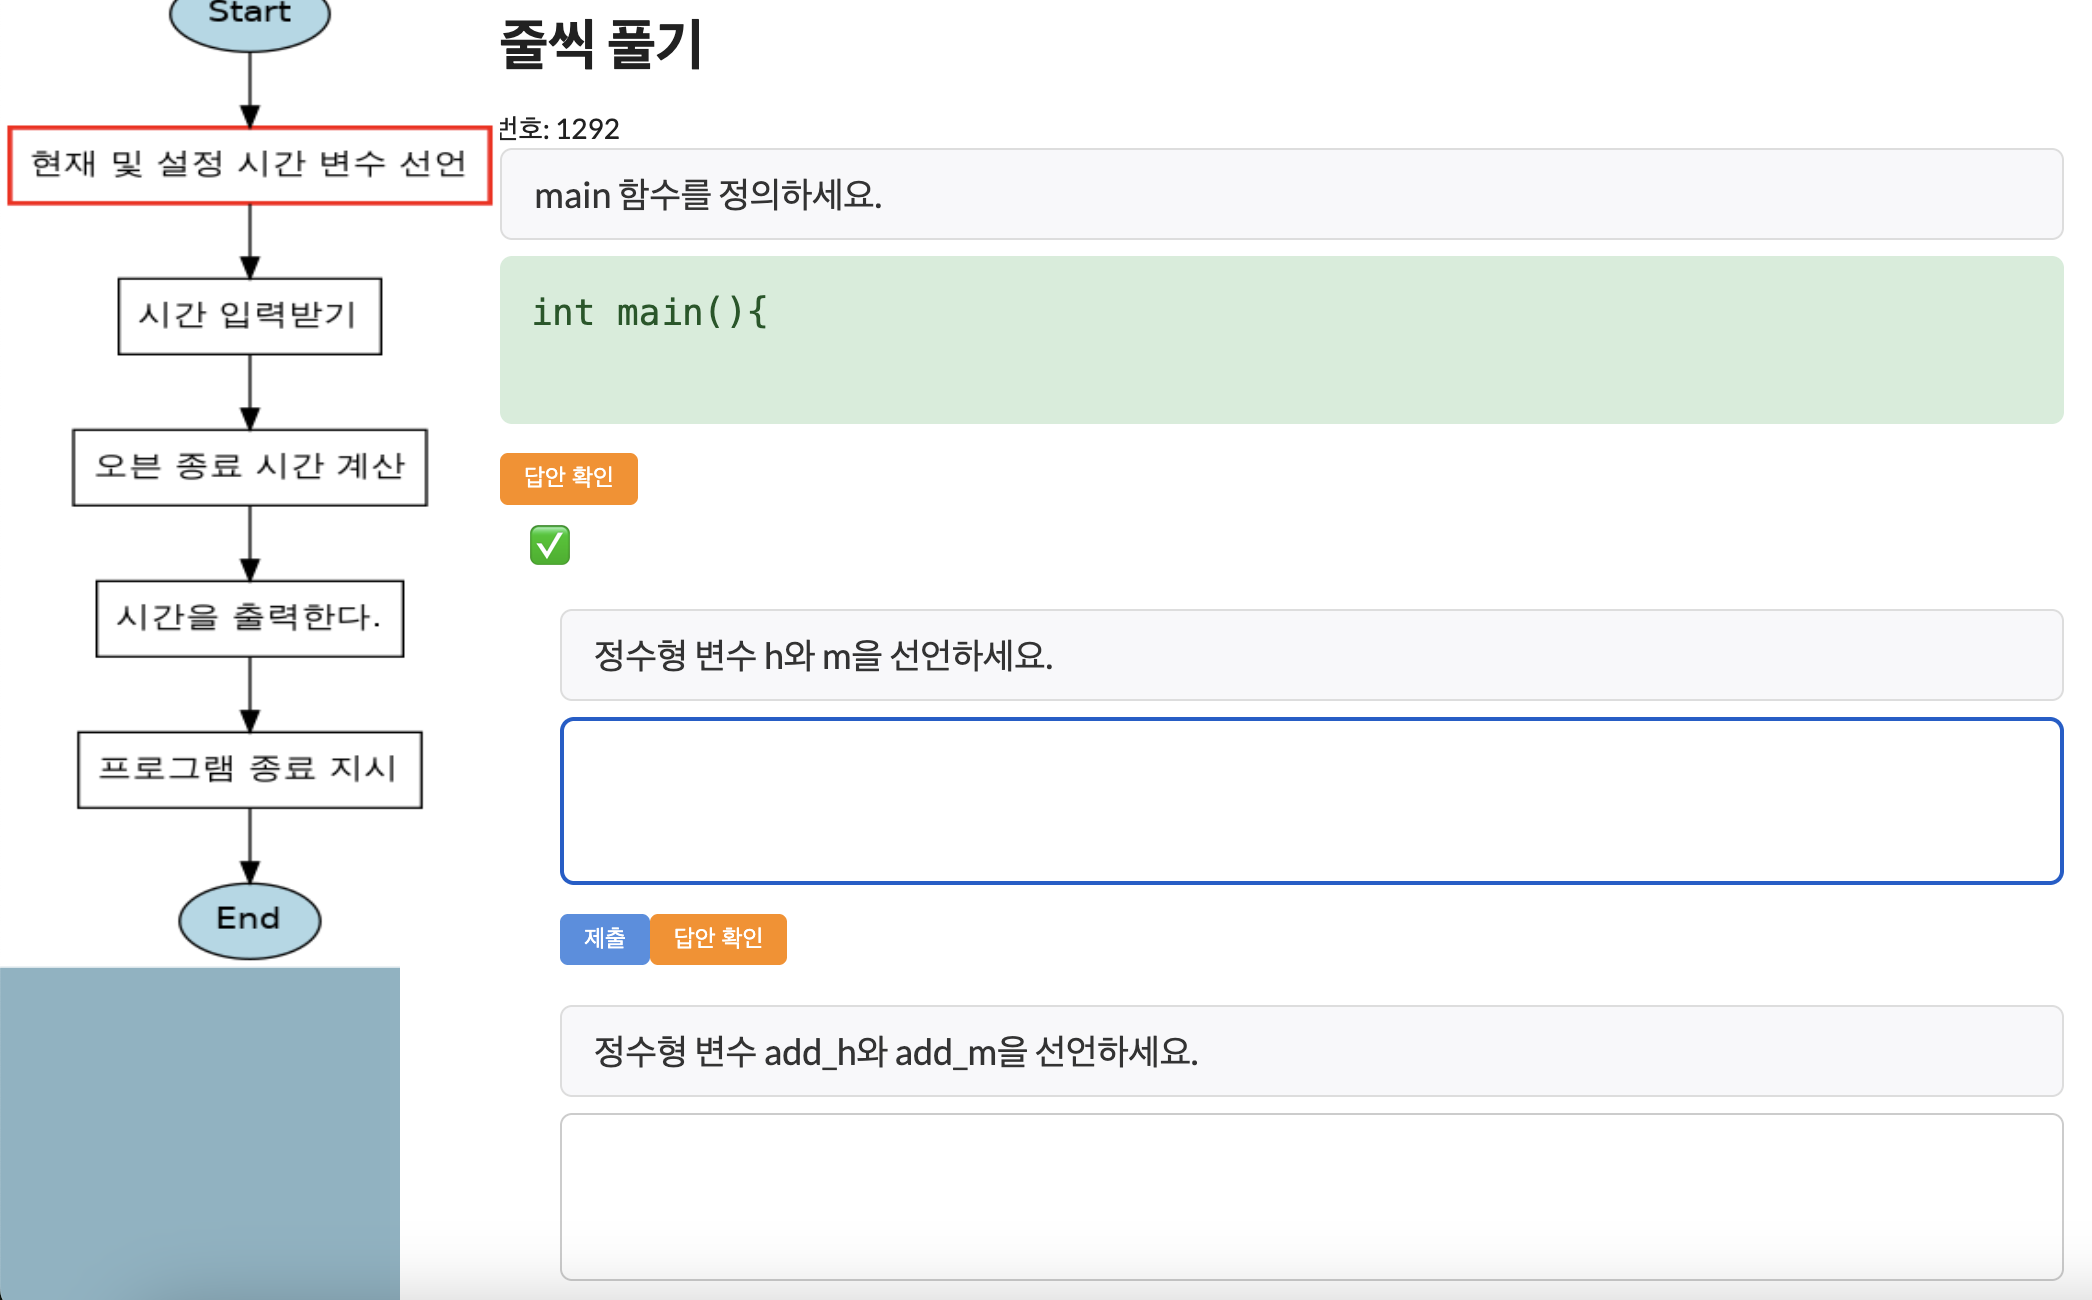 Start
현재 및 설정 시간 변수 선언
시간 입력받기
오븐 종료 시간 계산
시간을 출력한다.
프로그램 종료 지시
End
줄씩 풀기
번호: 1292
main 함수를 정의하세요.
int main(){
답안 확인
정수형 변수 h와 m을 선언하세요.
제출 답안 확인
정수형 변수 add_h와 add_m을 선언하세요.